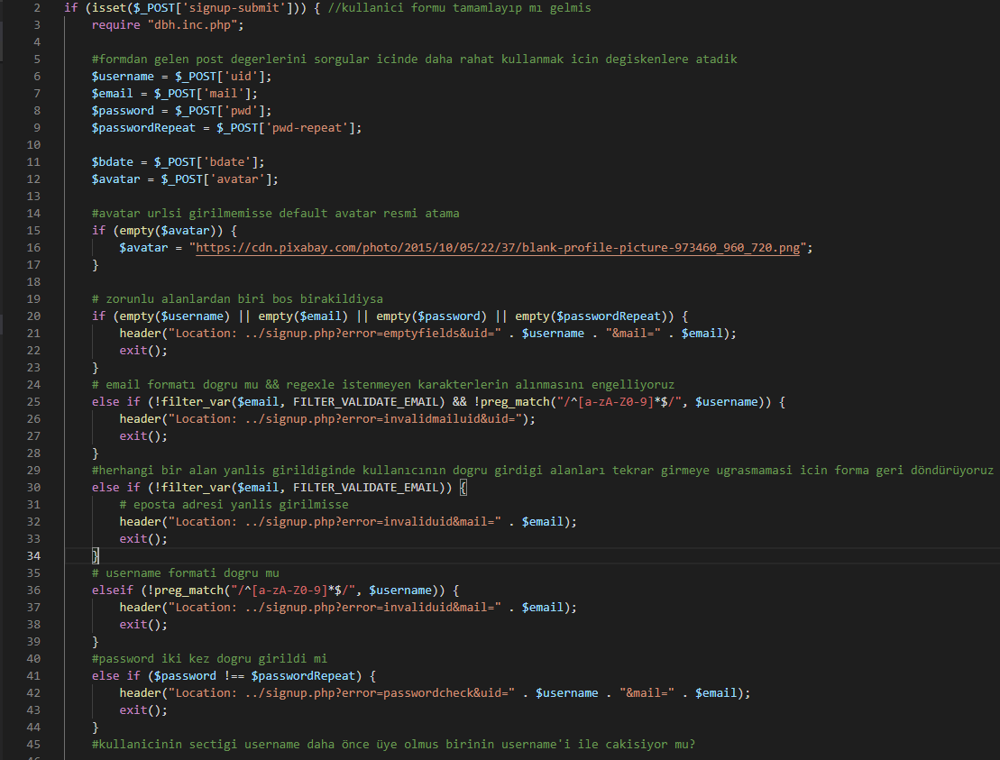 2 if (isset($_POST['signup-submit'])) { //kullanici formu tamamlayıp mı gelmis
3 require "dbh.inc.php";
4
5 #formdan gelen post degerlerini sorgular icinde daha rahat kullanmak icin degiskenlere atadik
6 $username = $_POST['uid'];
7 $email = $_POST['mail'];
8 $password = $_POST['pwd'];
9 $passwordRepeat = $_POST['pwd-repeat'];
10
11 $bdate = $_POST['bdate'];
12 $avatar = $_POST['avatar'];
13
14 #avatar urlsi girilmemisse default avatar resmi atama
15 if (empty($avatar)) {
16 $avatar = "https://cdn.pixabay.com/photo/2015/10/05/22/37/blank-profile-picture-973460_960_720.png";
17 }
18
19 # zorunlu alanlardan biri bos birakildiysa
20 if (empty($username) || empty($email) || empty($password) || empty($passwordRepeat)) {
21 header("Location: ../signup.php?error=emptyfields&uid=" . $username . "&mail=" . $email);
22 exit();
23 }
24 # email formatı dogru mu && regexle istenmeyen karakterlerin alınmasını engelliyoruz
25 else if (!filter_var($email, FILTER_VALIDATE_EMAIL) && !preg_match("/^[a-zA-Z0-9]*$/", $username)) {
26 header("Location: ../signup.php?error=invalidmailuid&uid=");
27 exit();
28 }
29 #herhangi bir alan yanlis girildiginde kullanıcının dogru girdigi alanları tekrar girmeye ugrasmamasi icin forma geri döndürüyoruz
30 else if (!filter_var($email, FILTER_VALIDATE_EMAIL)) {
31 # eposta adresi yanlis girilmisse
32 header("Location: ../signup.php?error=invaliduid&mail=" . $email);
33 exit();
34 }
35 # username formati dogru mu
36 elseif (!preg_match("/^[a-zA-Z0-9]*$/", $username)) {
37 header("Location: ../signup.php?error=invaliduid&mail=" . $email);
38 exit();
39 }
40 #password iki kez dogru girildi mi
41 else if ($password !== $passwordRepeat) {
42 header("Location: ../signup.php?error=passwordcheck&uid=" . $username . "&mail=" . $email);
43 exit();
44 }
45 #kullanicinin sectigi username daha önce üye olmus birinin username'i ile cakisiyor mu?